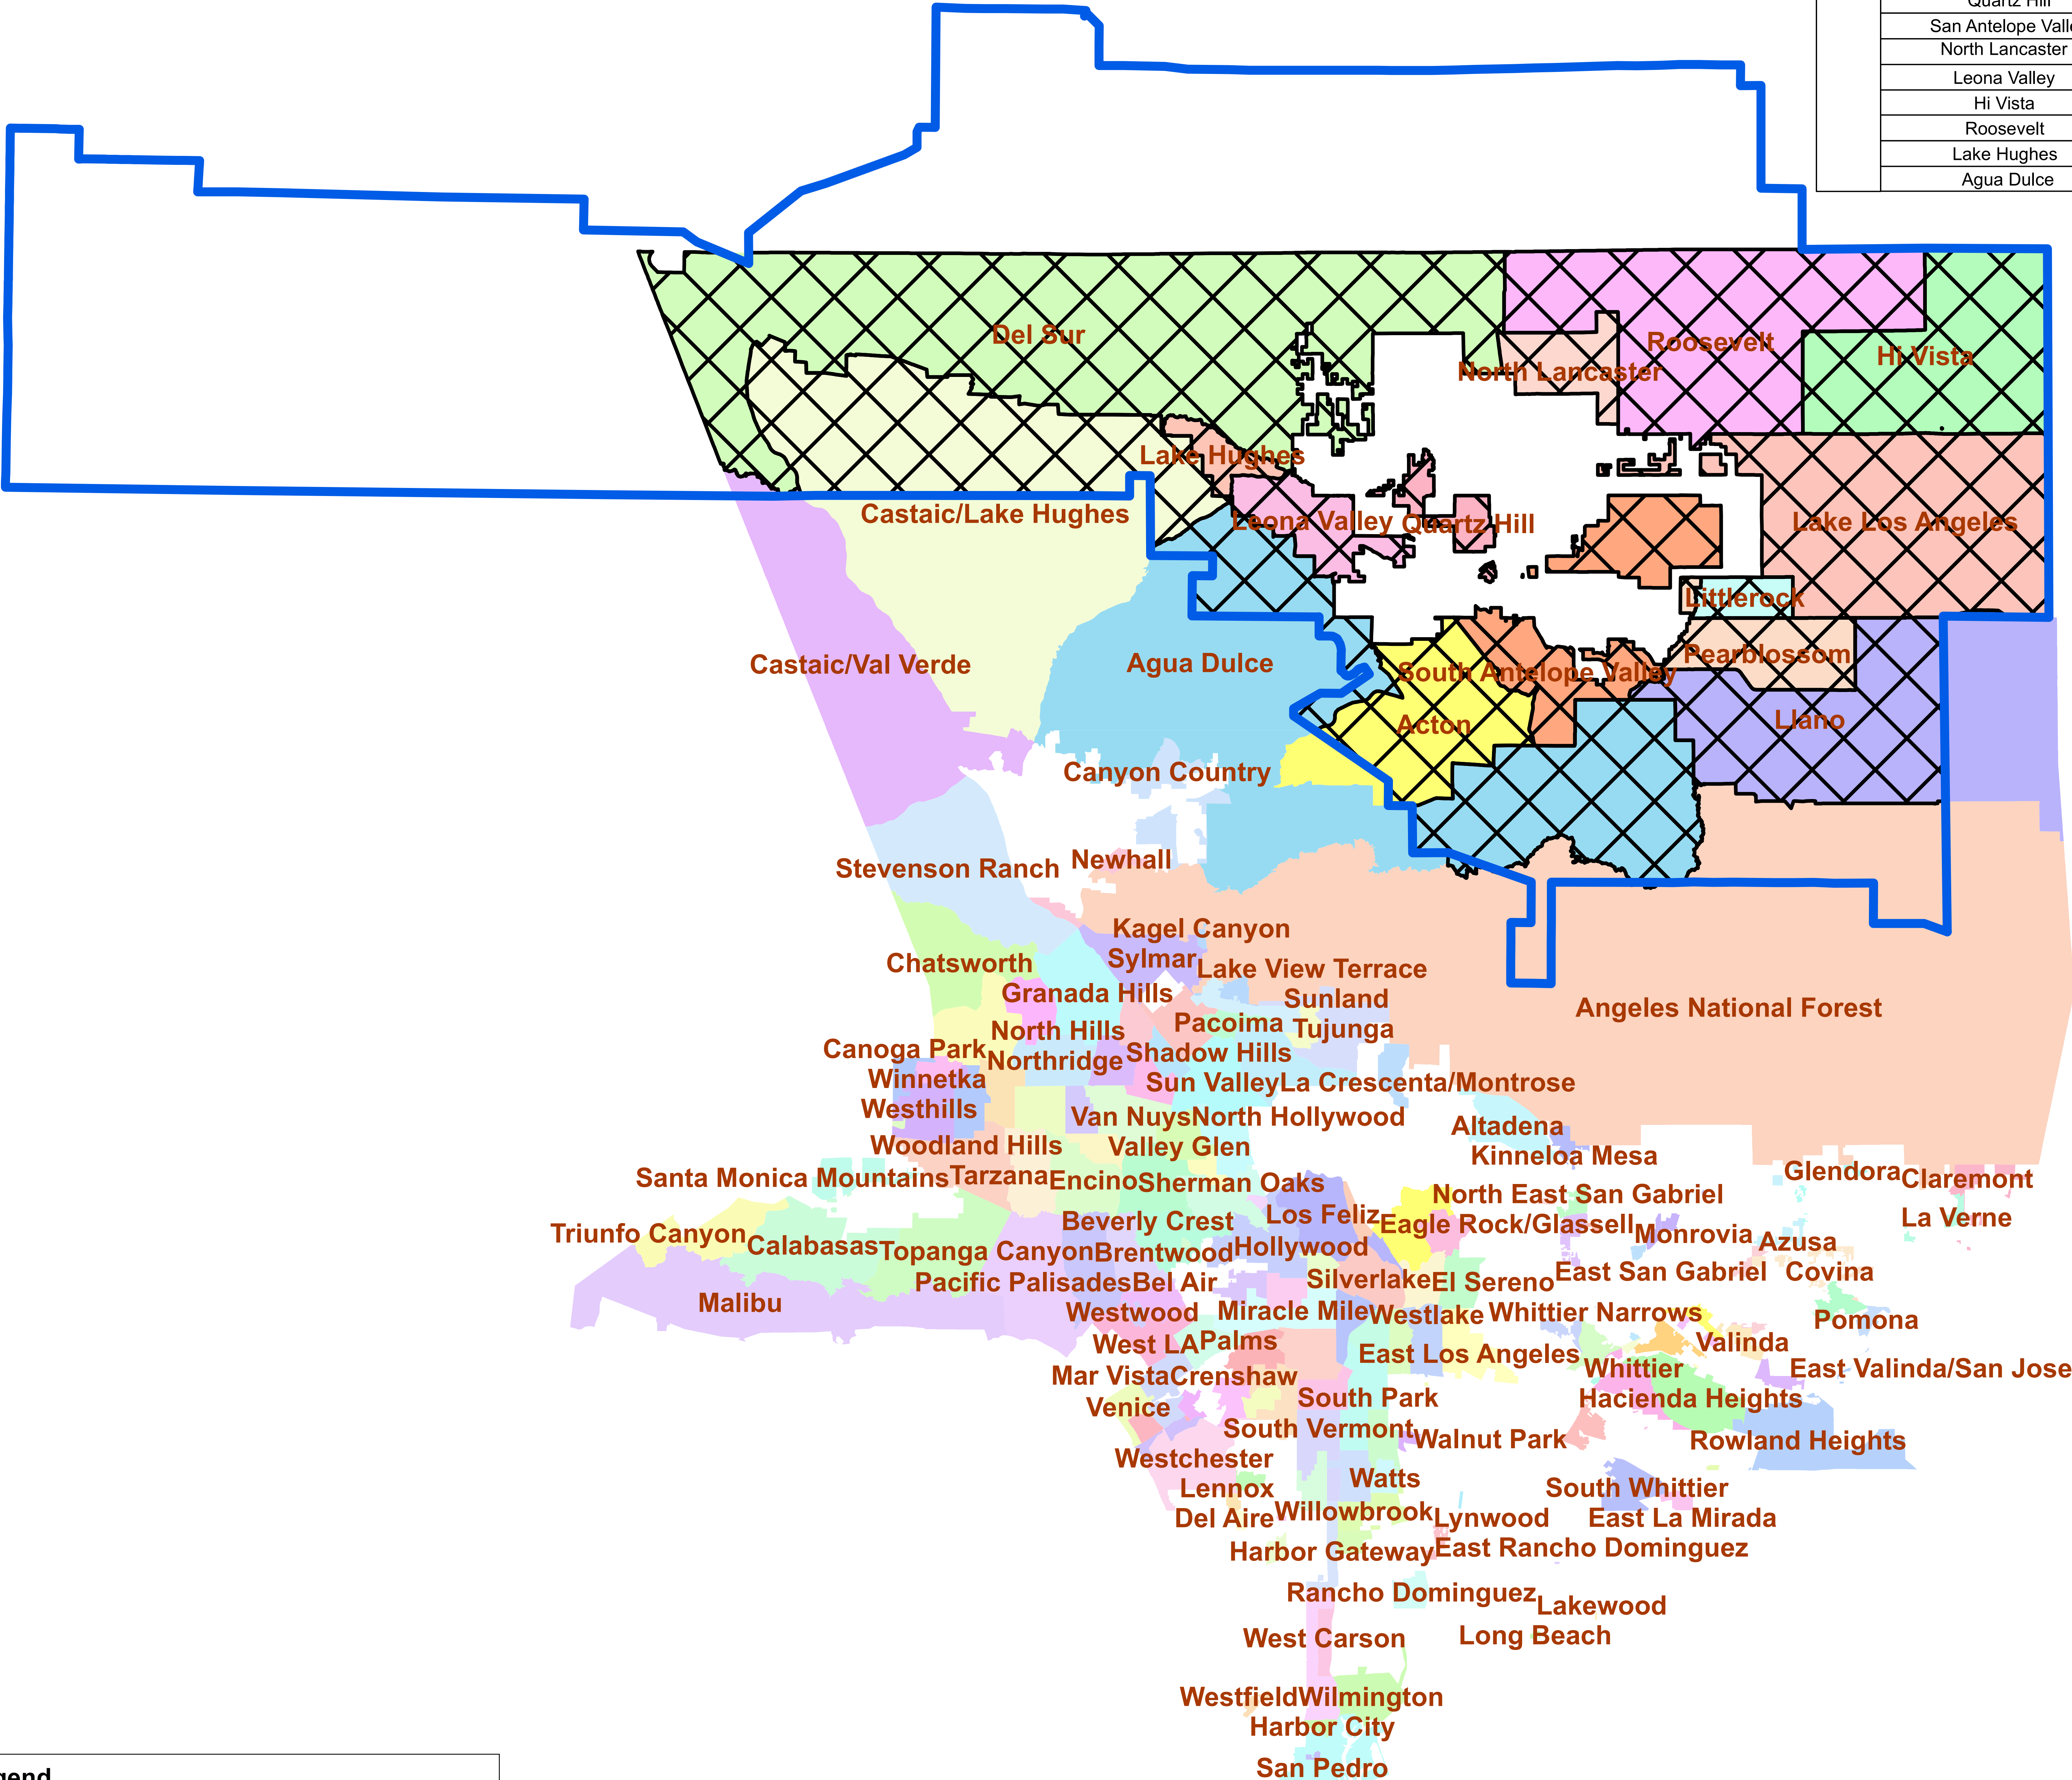 Quartz Hill
San Antelope Vall
North Lancaster
Leona Valley
Hi Vista
Roosevelt
Lake Hughes
Agua Dulce
Del Sur
Roosevelt
Hi Vista
North Lancaster
Lake Hughes
Castaic/Lake Hughes
Leona Valley
Quartz Hill
Lake Los Angeles
Littlerock
Castaic/Val Verde
Agua Dulce
South Antelope Valley
Pearblossom
Acton
Llano
Canyon Country
Stevenson Ranch
Newhall
Kagel Canyon
Chatsworth
Sylmar
Lake View Terrace
Granada Hills
Sunland
Angeles National Forest
North Hills
Pacoima
Tujunga
Canoga Park
Northridge
Shadow Hills
Winnetka
Sun Valley
La Crescenta/Montrose
Westhills
Van Nuys
North Hollywood
Altadena
Woodland Hills
Valley Glen
Kinneloa Mesa
Santa Monica Mountains
Tarzana
Encino
Sherman Oaks
Glendora
Claremont
North East San Gabriel
Beverly Crest
Los Feliz
Eagle Rock/Glassell
La Verne
Triunfo Canyon
Calabasas
Topanga Canyon
Brentwood
Hollywood
Monrovia
Azusa
Pacific Palisades
Bel Air
Silverlake
El Sereno
East San Gabriel
Covina
Malibu
Westwood
Miracle Mile
Westlake
Whittier Narrows
Pomona
West LA
Palms
East Los Angeles
Valinda
Mar Vista
Crenshaw
Whittier
East Valinda/San Jose
Venice
South Park
Hacienda Heights
South Vermont
Walnut Park
Rowland Heights
Westchester
Lennox
Watts
South Whittier
Del Aire
Willowbrook
Lynwood
East La Mirada
Harbor Gateway
East Rancho Dominguez
Rancho Dominguez
Lakewood
West Carson
Long Beach
Westfield
Wilmington
Harbor City
San Pedro
gend